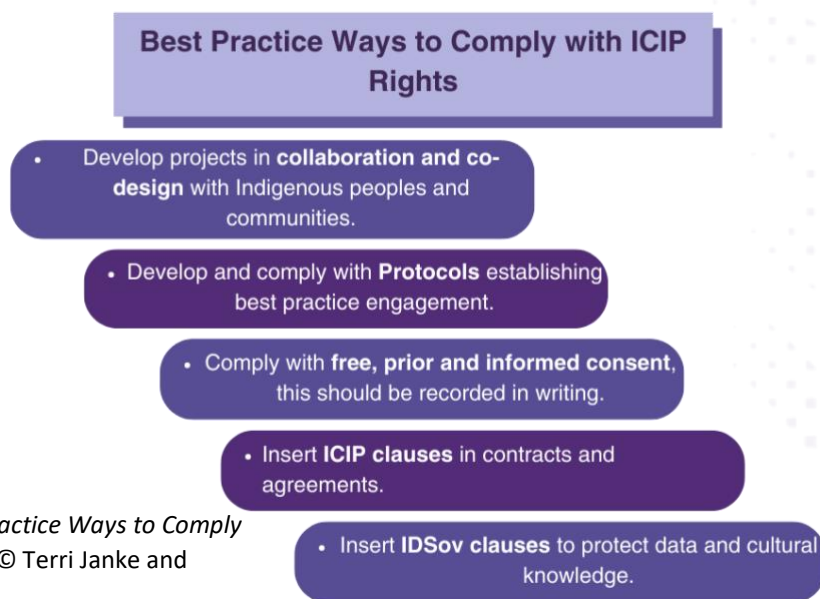 Best Practice Ways to Comply with ICIP
Rights
• Develop projects in collaboration and co-
design with Indigenous peoples and
communities.
• Develop and comply with Protocols establishing
best practice engagement.
• Comply with free, prior and informed consent,
this should be recorded in writing.
• Insert ICIP clauses in contracts and
agreements.
actice Ways to Comply
© Terri Janke and
• Insert IDSov clauses to protect data and cultural
knowledge.